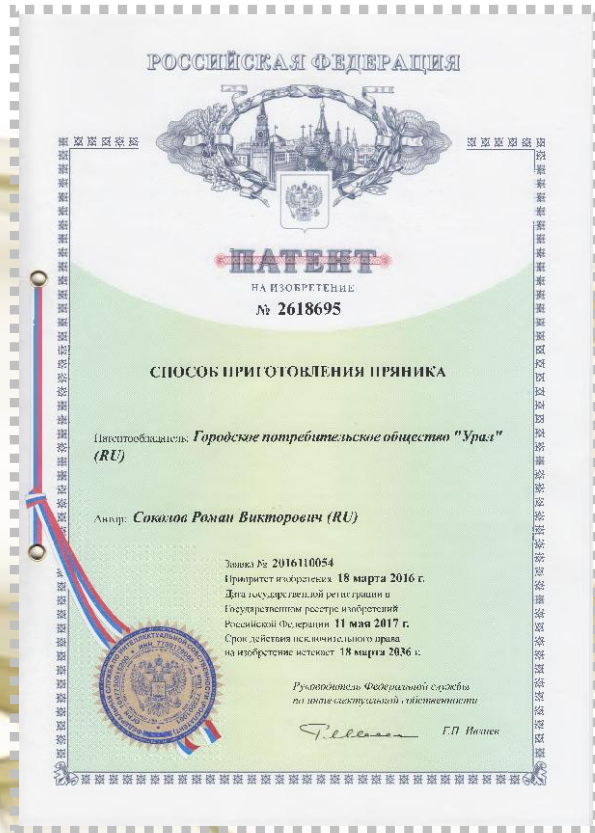 РОССИЙСКАЯ ФЕДЕРАЦИЯ
ПАТЕНТ
НА ИЗОБРЕТЕНИЕ
№ 2618695
СПОСОБ ПРИГОТОВЛЕНИЯ ПРЯНИКА
Патентообладатель: Городское потребительское общество "Урал"
(RU)
Автор: Соколов Роман Викторович (RU)
Заявка № 2016110054
Приоритет изобретения 18 марта 2016 г.
Дата государственной регистрации в
Государственном реестре изобретений
Российской Федерации 11 мая 2017 г.
Срок действия исключительного права
на изобретение истекает 18 марта 2036 г.
Руководитель Федеральной службы
по интеллектуальной собственности
Г.П. Ивлиев